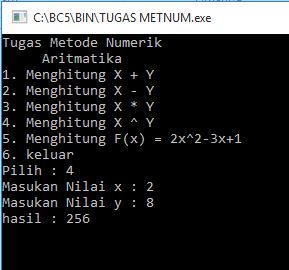 C:\BC5\BIN\TUGAS METNUM.exe
Tugas Metode Numerik
Aritmatika
1. Menghitung X + Y
2. Menghitung X - Y
3. Menghitung X * Y
4. Menghitung X ^ Y
5. Menghitung F(x) = 2x^2-3x+1
6. keluar
Pilih : 4
Masukan Nilai x : 2
Masukan Nilai y : 8
hasil : 256